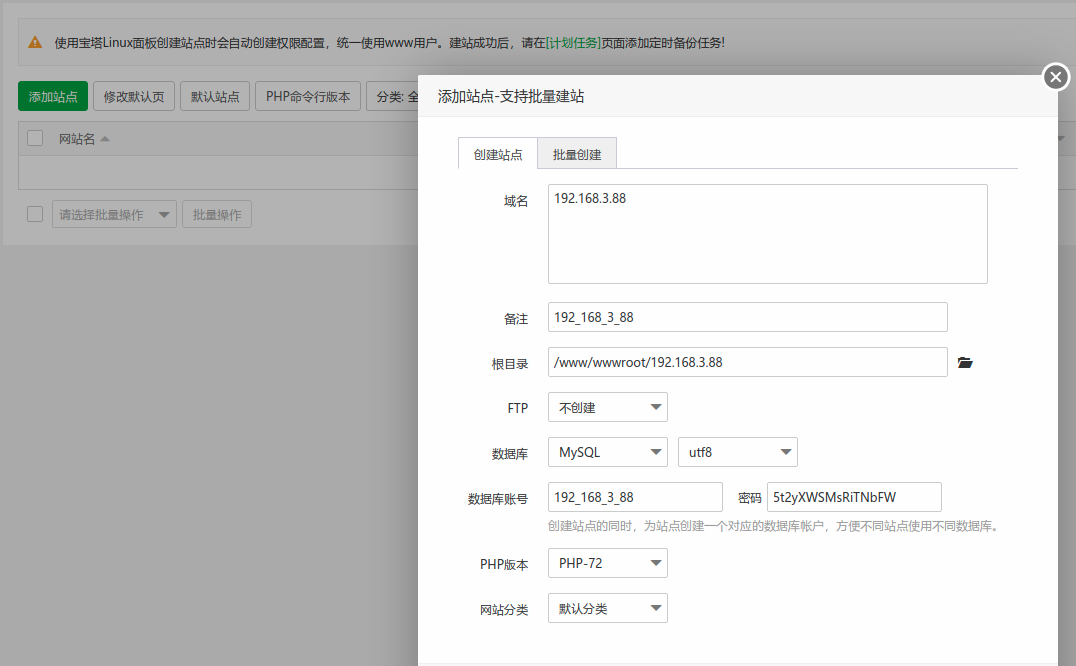 使用宝塔Linux面板创建站点时会自动创建权限配置，统一使用www用户。建站成功后，请在[计划任务]页面添加定时备份任务!
添加站点 修改默认页 默认站点 PHP命令行版本 分类: 全
网站名
请选择批量操作 批量操作
添加站点-支持批量建站
创建站点 批量创建
域名 192.168.3.88
备注 192_168_3_88
根目录 /www/wwwroot/192.168.3.88
FTP 不创建
数据库 MySQL utf8
数据库账号 192_168_3_88 密码 5t2yXWSMsRiTNbFW
创建站点的同时，为站点创建一个对应的数据库帐户，方便不同站点使用不同数据库。
PHP版本 PHP-72
网站分类 默认分类